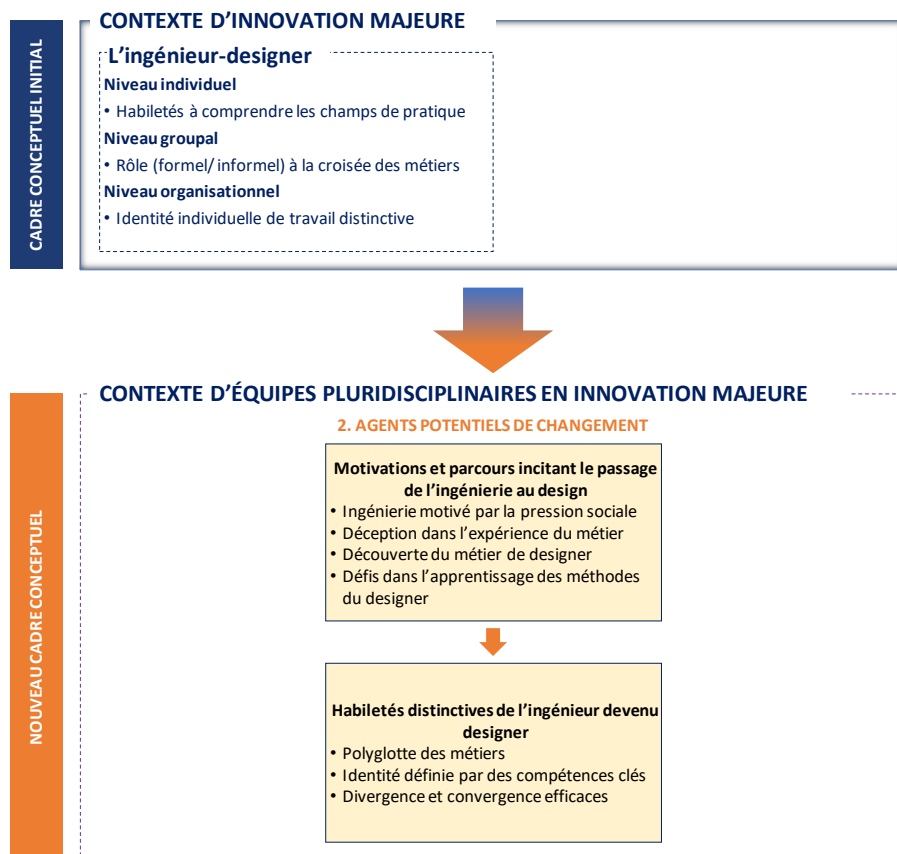 CADRE CONCEPTUEL INITIAL
CONTEXTE D'INNOVATION MAJEURE
L'ingénieur-designer
Niveau individuel
• Habiletés à comprendre les champs de pratique
Niveau groupal
• Rôle (formel/ informel) à la croisée des métiers
Niveau organisationnel
• Identité individuelle de travail distinctive
NOUVEAU CADRE CONCEPTUEL
CONTEXTE D'ÉQUIPES PLURIDISCIPLINAIRES EN INNOVATION MAJEURE
2. AGENTS POTENTIELS DE CHANGEMENT
Motivations et parcours incitant le passage
de l'ingénierie au design
• Ingénierie motivé par la pression sociale
• Déception dans l'expérience du métier
• Découverte du métier de designer
• Défis dans l'apprentissage des méthodes
du designer
Habiletés distinctives de l'ingénieur devenu
designer
• Polyglotte des métiers
• Identité définie par des compétences clés
• Divergence et convergence efficaces